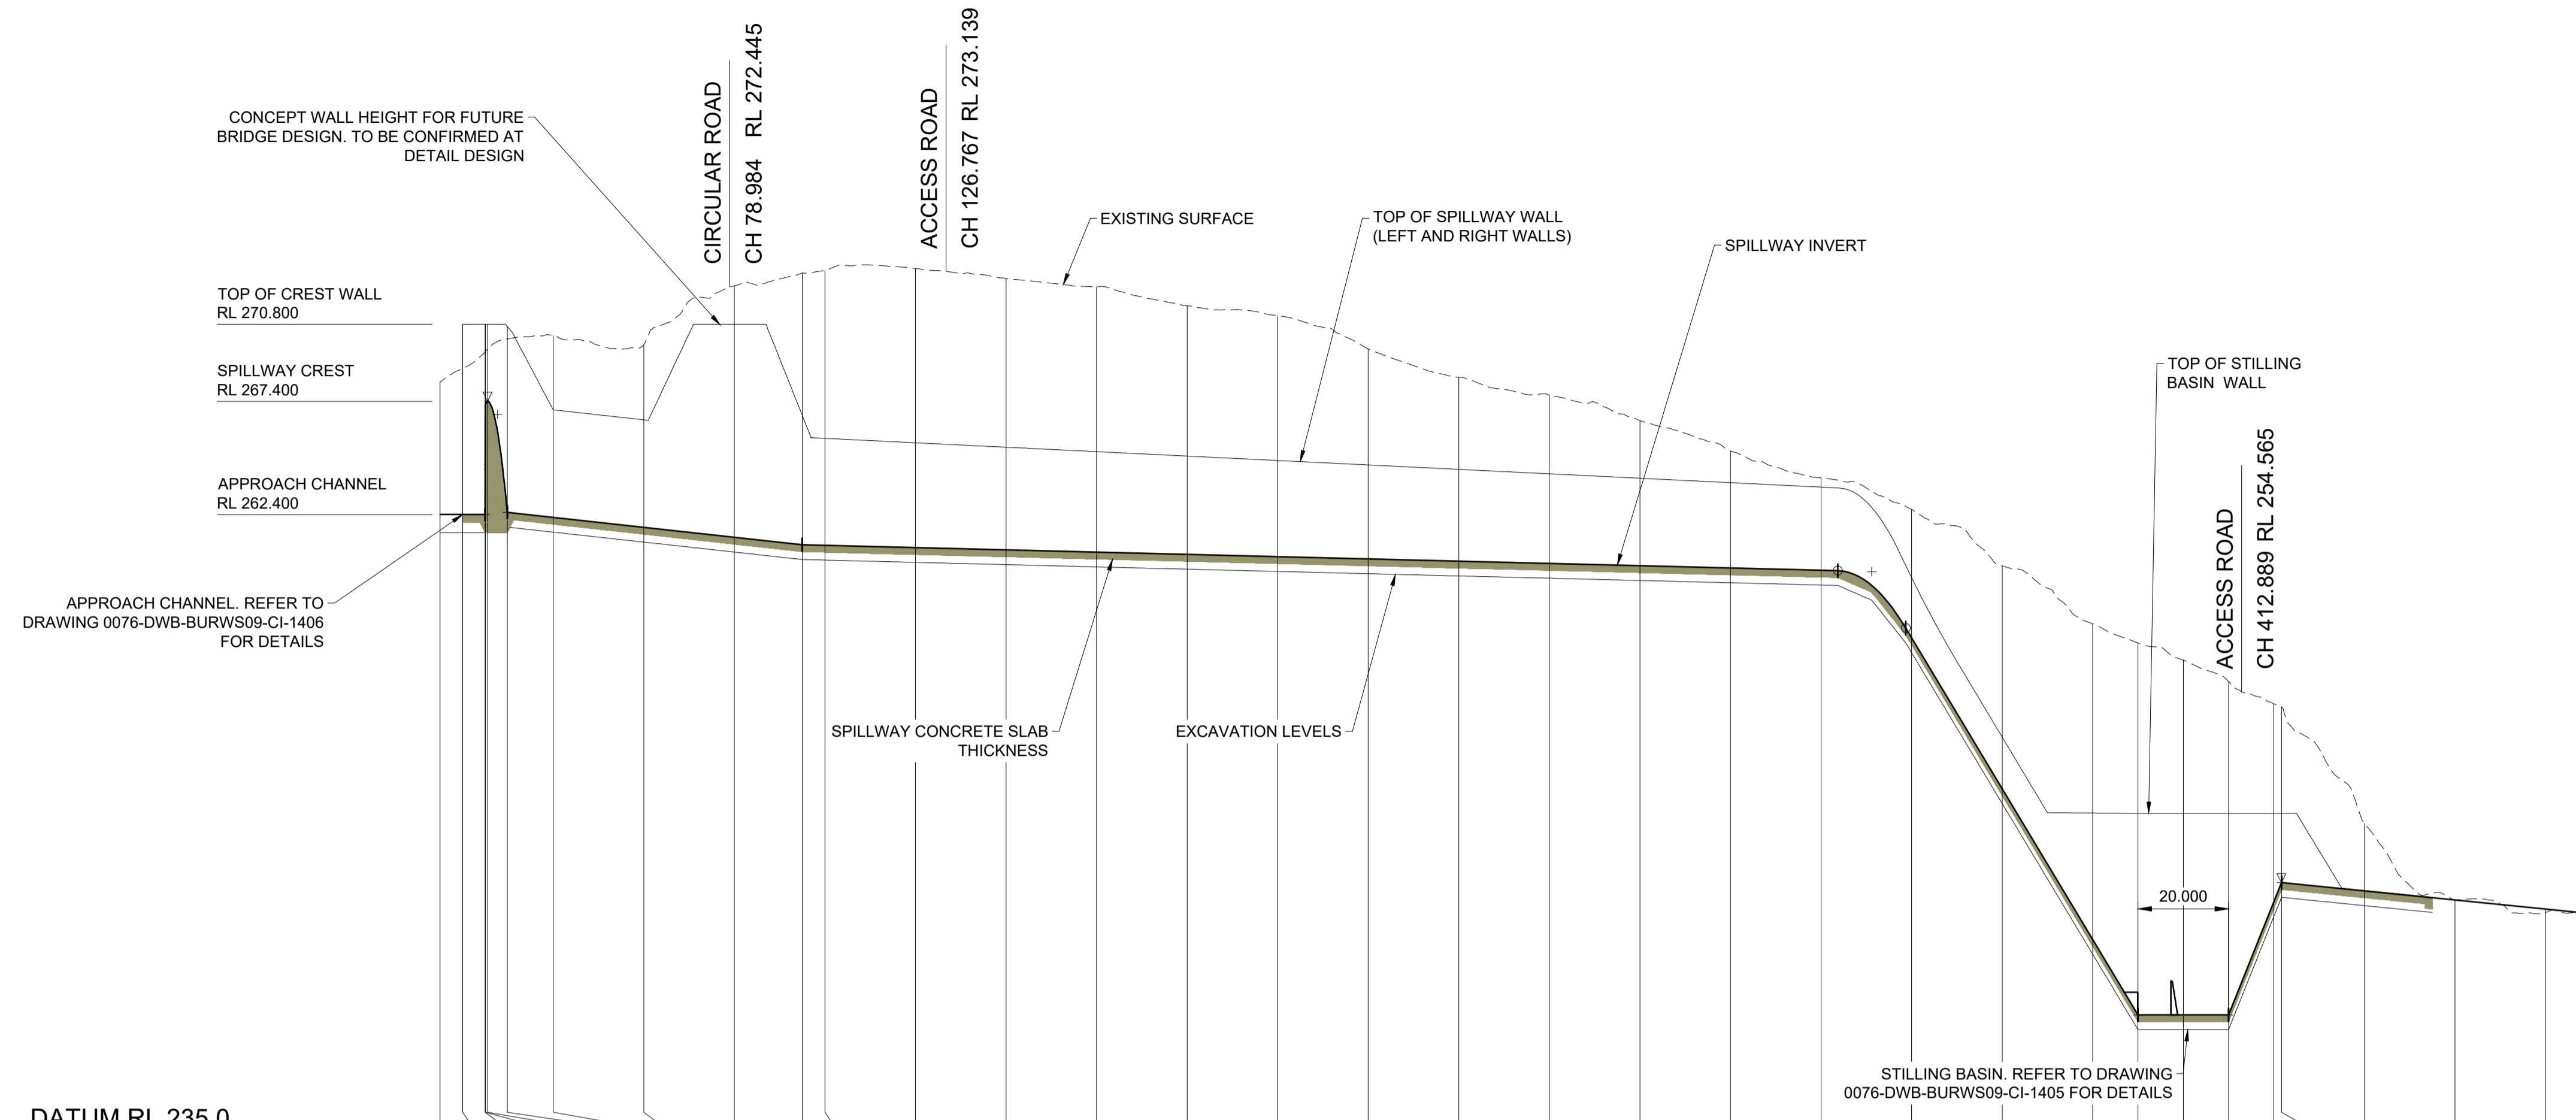 CIRCULAR ROAD
CH 78.984 RL 272.445
ACCESS ROAD
CH 126.767 RL 273.139
CONCEPT WALL HEIGHT FOR FUTURE
BRIDGE DESIGN. TO BE CONFIRMED AT
DETAIL DESIGN
EXISTING SURFACE
TOP OF SPILLWAY WALL
(LEFT AND RIGHT WALLS)
SPILLWAY INVERT
TOP OF CREST WALL
RL 270.800
SPILLWAY CREST
RL 267.400
TOP OF STILLING
BASIN WALL
APPROACH CHANNEL
RL 262.400
ACCESS ROAD
CH 412.889 RL 254.565
APPROACH CHANNEL. REFER TO
DRAWING 0076-DWB-BURWS09-CI-1406
FOR DETAILS
SPILLWAY CONCRETE SLAB
THICKNESS
EXCAVATION LEVELS
20.000
STILLING BASIN. REFER TO DRAWING
0076-DWB-BURWS09-CI-1405 FOR DETAILS
DATUM RL 235.0